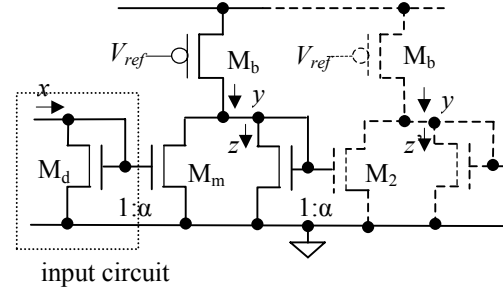 V_ref M_b V_ref M_b
x y y
z z
M_d M_m M_2
1:α 1:α
input circuit